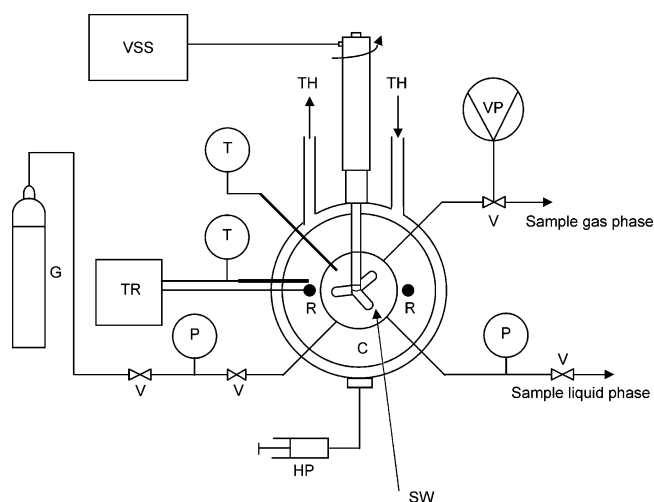 VSS
TH
TH
VP
T
V
Sample gas phase
T
G
TR
R
R
P
C
P
V
V
V
Sample liquid phase
HP
SW